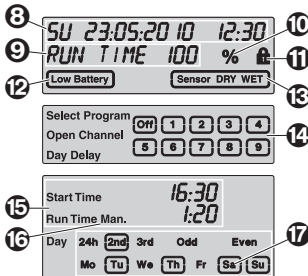 8 SU 23:05:2010 12:30 10
9 RUN TIME 100 % 11
12 Low Battery Sensor DRY WET 13
Select Program Off 1 2 3 4
Open Channel 14
Day Delay 5 6 7 8 9
15 Start Time 16:30
16 Run Time Man. 1:20
Day 24h 2nd 3rd Odd Even 17
Mo Tu We Th Fr Sa Su